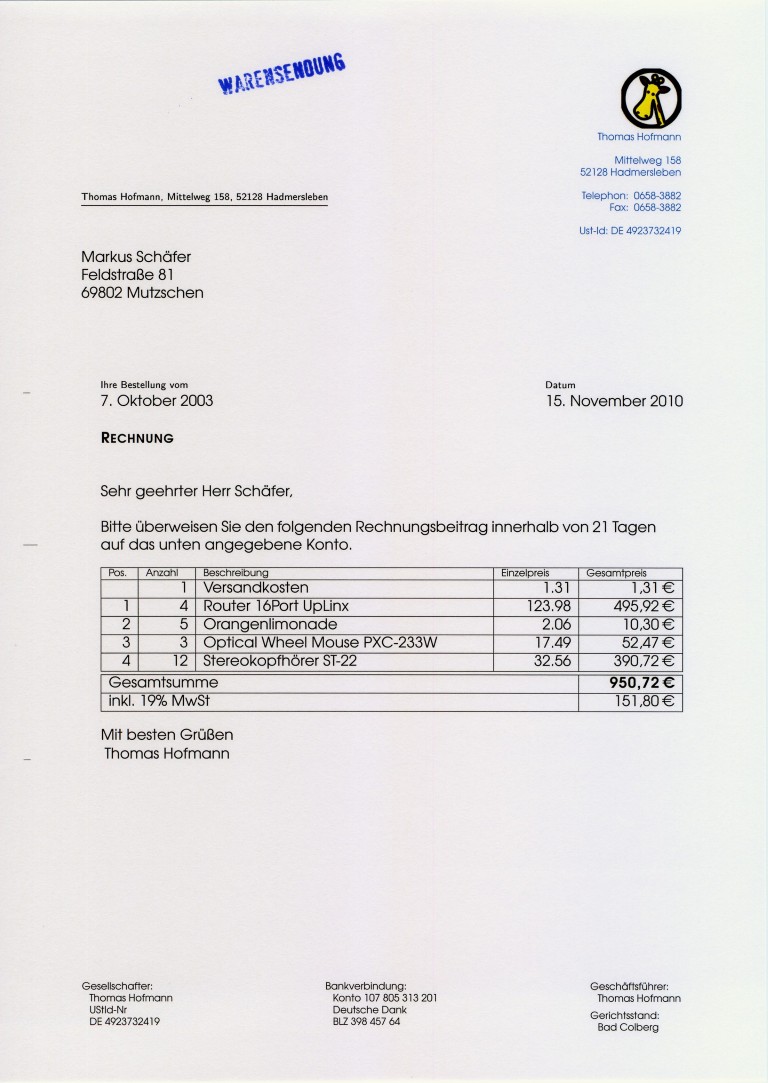 WARENSENDUNG
Thomas Hofmann
Mittelweg 158
52128 Hadmersleben
Telephon: 0658-3882
Fax: 0658-3882
Ust-Id: DE 4923732419
Thomas Hofmann, Mittelweg 158, 52128 Hadmersleben
Markus Schäfer
Feldstraße 81
69802 Mutzschen
Ihre Bestellung vom Datum
7. Oktober 2003 15. November 2010
RECHNUNG
Sehr geehrter Herr Schäfer,
Bitte überweisen Sie den folgenden Rechnungsbeitrag innerhalb von 21 Tagen
auf das unten angegebene Konto.
Pos. Anzahl Beschreibung Einzelpreis Gesamtpreis
1 Versandkosten 1.31 1,31 €
1 4 Router 16Port UpLinx 123.98 495,92 €
2 5 Orangenlimonade 2.06 10,30 €
3 3 Optical Wheel Mouse PXC-233W 17.49 52,47 €
4 12 Stereokopfhörer ST-22 32.56 390,72 €
Gesamtsumme 950,72 €
inkl. 19% MwSt 151,80 €
Mit besten Grüßen
Thomas Hofmann
Gesellschafter:
Thomas Hofmann
UStId-Nr
DE 4923732419
Bankverbindung:
Konto 107 805 313 201
Deutsche Dank
BLZ 398 457 64
Geschäftsführer:
Thomas Hofmann
Gerichtsstand:
Bad Colberg